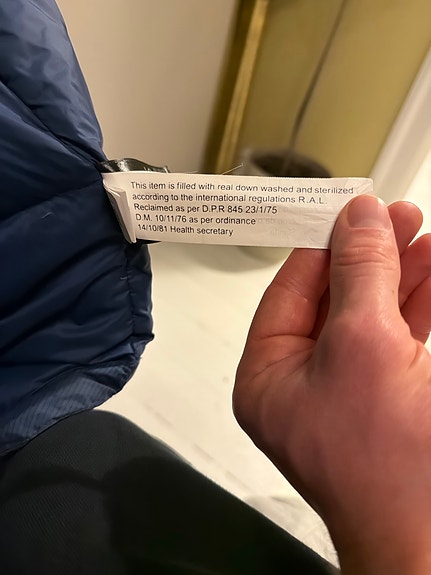 This item is filled with real down washed and sterilized
according to the international regulations R.A.L.
Reclaimed as per D.P.R 845 23/1/75
D.M. 10/11/76 as per ordinance
14/10/81 Health secretary